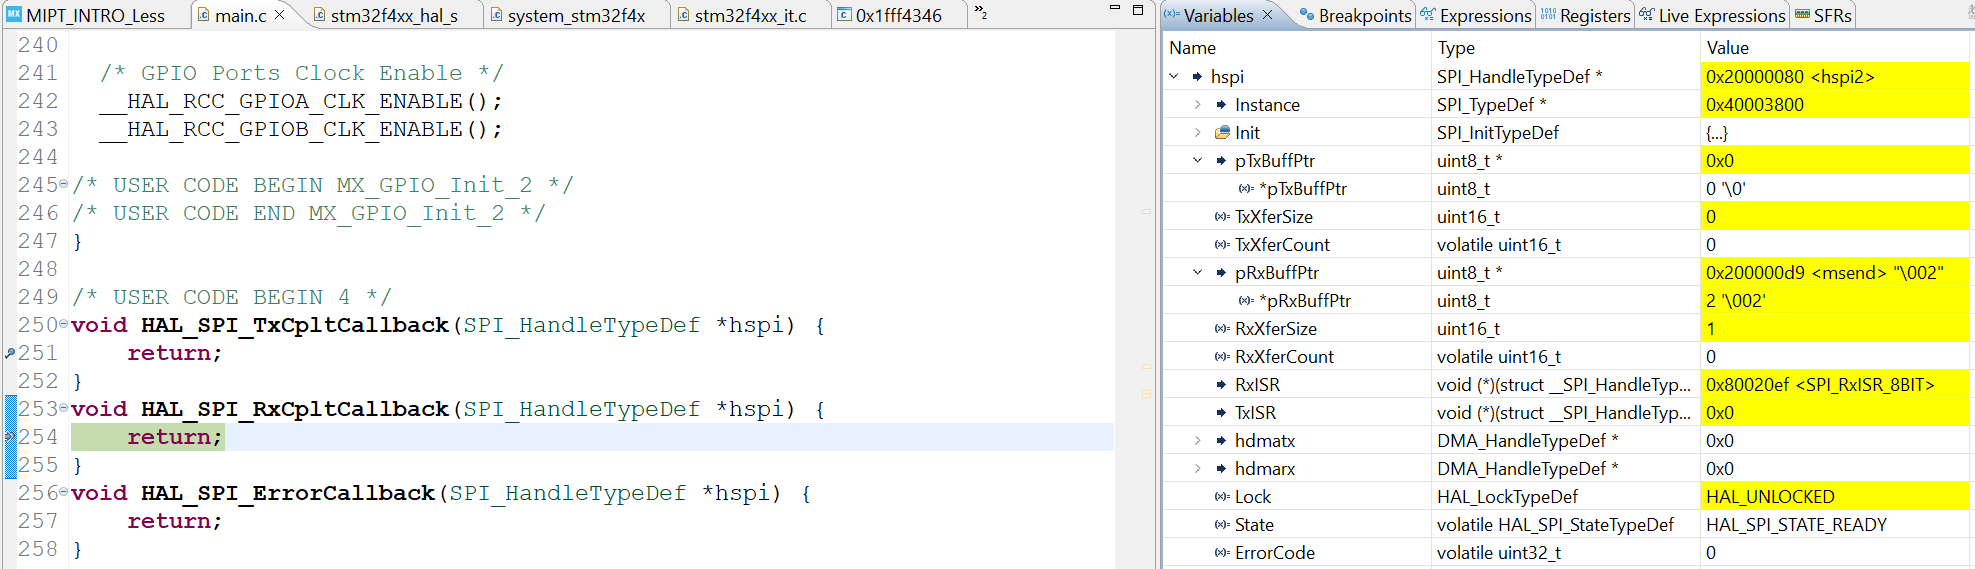 MIPT_INTRO_Less main.c stm32f4xx_hal_s system_stm32f4x stm32f4xx_it.c 0x1fff4346 »2
240
241 /* GPIO Ports Clock Enable */
242 __HAL_RCC_GPIOA_CLK_ENABLE();
243 __HAL_RCC_GPIOB_CLK_ENABLE();
244
245 /* USER CODE BEGIN MX_GPIO_Init_2 */
246 /* USER CODE END MX_GPIO_Init_2 */
247 }
248
249 /* USER CODE BEGIN 4 */
250 void HAL_SPI_TxCpltCallback(SPI_HandleTypeDef *hspi) {
251 return;
252 }
253 void HAL_SPI_RxCpltCallback(SPI_HandleTypeDef *hspi) {
254 return;
255 }
256 void HAL_SPI_ErrorCallback(SPI_HandleTypeDef *hspi) {
257 return;
258 }
Variables Breakpoints Expressions Registers Live Expressions SFRs
Name Type Value
hspi SPI_HandleTypeDef * 0x20000080 <hspi2>
Instance SPI_TypeDef * 0x40003800
Init SPI_InitTypeDef {...}
pTxBuffPtr uint8_t * 0x0
*pTxBuffPtr uint8_t 0 '\0'
TxXferSize uint16_t 0
TxXferCount volatile uint16_t 0
pRxBuffPtr uint8_t * 0x200000d9 <msend> "\002"
*pRxBuffPtr uint8_t 2 '\002'
RxXferSize uint16_t 1
RxXferCount volatile uint16_t 0
RxISR void (*)(struct __SPI_HandleTyp... 0x80020ef <SPI_RxISR_8BIT>
TxISR void (*)(struct __SPI_HandleTyp... 0x0
hdmatx DMA_HandleTypeDef * 0x0
hdmarx DMA_HandleTypeDef * 0x0
Lock HAL_LockTypeDef HAL_UNLOCKED
State volatile HAL_SPI_StateTypeDef HAL_SPI_STATE_READY
ErrorCode volatile uint32_t 0